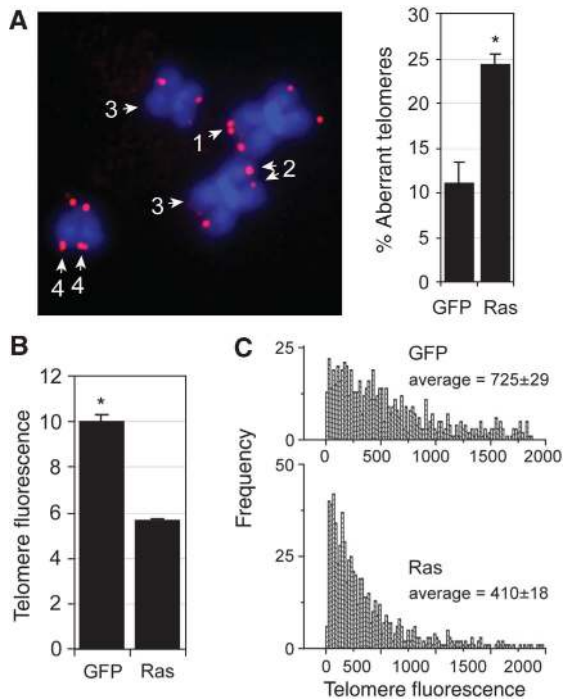 A
3
1
2
3
4
4
% Aberrant telomeres
30
25
20
15
10
5
0
*
GFP Ras
B
Telomere fluorescence
12
10
8
6
4
2
0
*
GFP Ras
C
Frequency
25
0
GFP
average = 725±29
0 500 1000 1500 2000
50
25
0
Ras
average = 410±18
0 500 1000 1500 2000
Telomere fluorescence